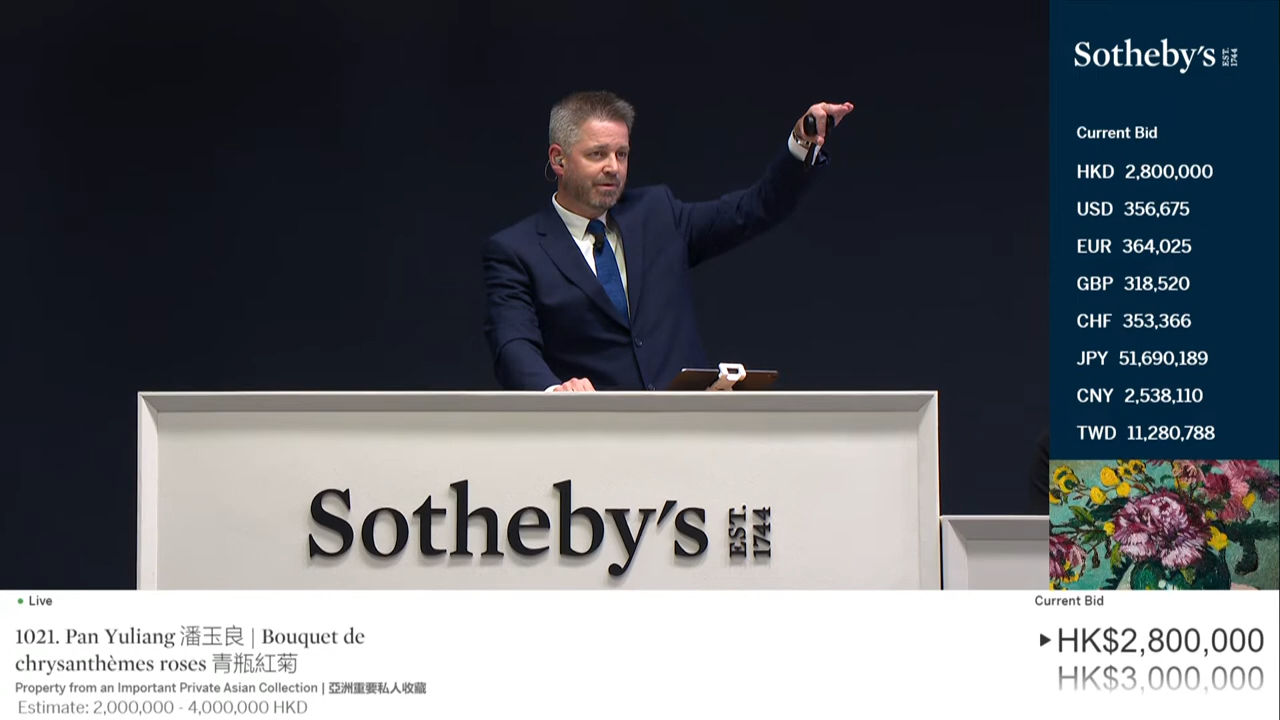 Sotheby's EST. 1744
Current Bid
HKD 2,800,000
USD 356,675
EUR 364,025
GBP 318,520
CHF 353,366
JPY 51,690,189
CNY 2,538,110
TWD 11,280,788
Sotheby's EST. 1744
Live
1021. Pan Yuliang 潘玉良 | Bouquet de
chrysanthèmes roses 青瓶紅菊
Property from an Important Private Asian Collection | 亞洲重要私人收藏
Estimate: 2,000,000 - 4,000,000 HKD
Current Bid
HK$2,800,000
HK$3,000,000